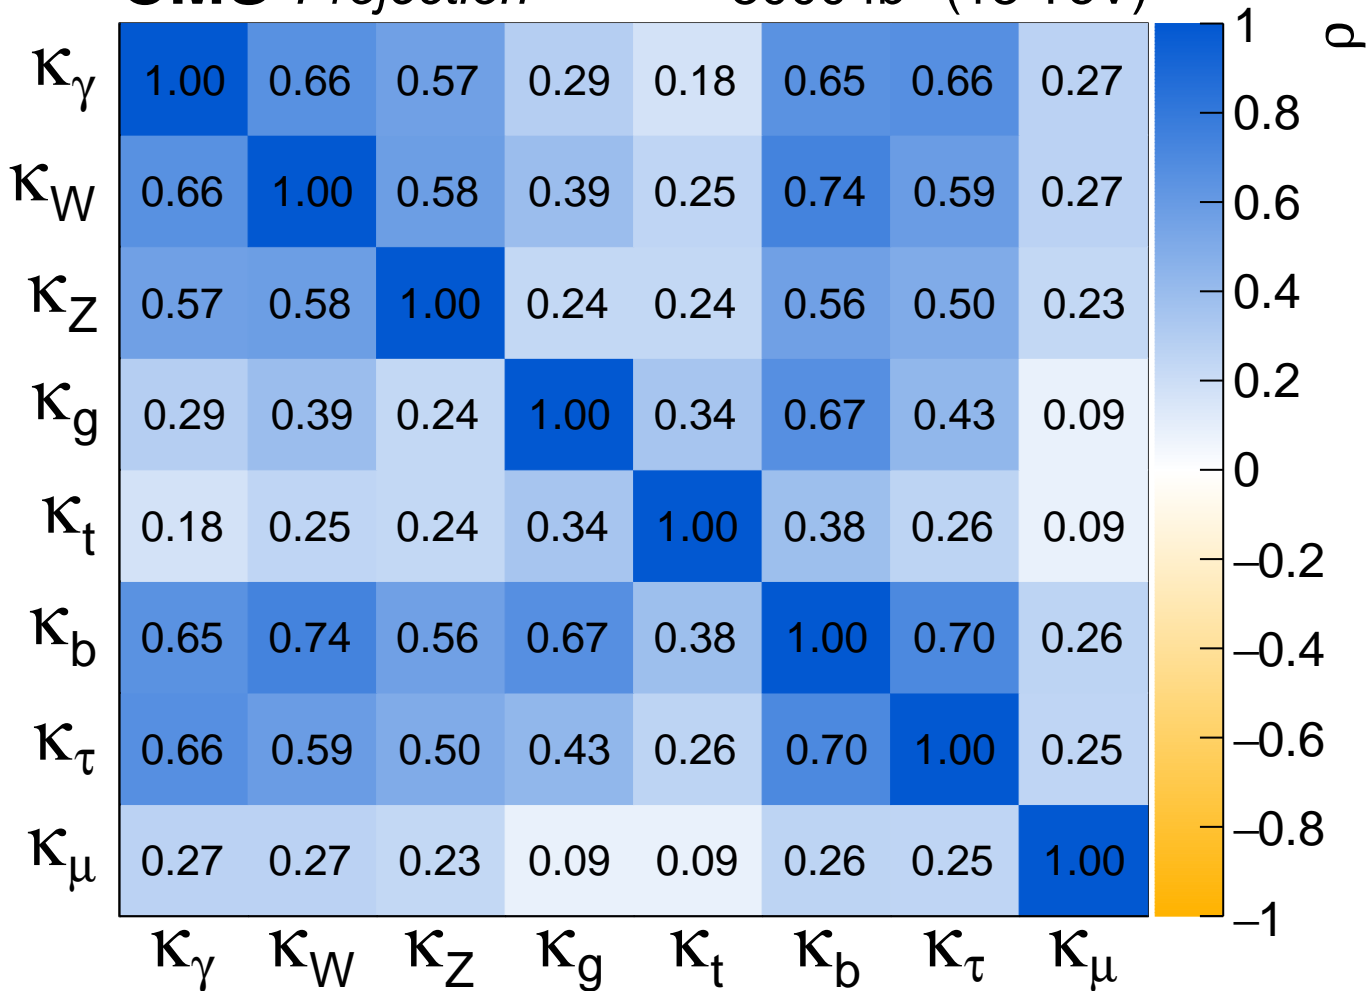 CMS Projection
κγ 1.00 0.66 0.57 0.29 0.18 0.65 0.66 0.27
κW 0.66 1.00 0.58 0.39 0.25 0.74 0.59 0.27
κZ 0.57 0.58 1.00 0.24 0.24 0.56 0.50 0.23
κg 0.29 0.39 0.24 1.00 0.34 0.67 0.43 0.09
κt 0.18 0.25 0.24 0.34 1.00 0.38 0.26 0.09
κb 0.65 0.74 0.56 0.67 0.38 1.00 0.70 0.26
κτ 0.66 0.59 0.50 0.43 0.26 0.70 1.00 0.25
κμ 0.27 0.27 0.23 0.09 0.09 0.26 0.25 1.00
κγ κW κZ κg κt κb κτ κμ
1
0.8
0.6
0.4
0.2
0
–0.2
–0.4
–0.6
–0.8
–1
ρ